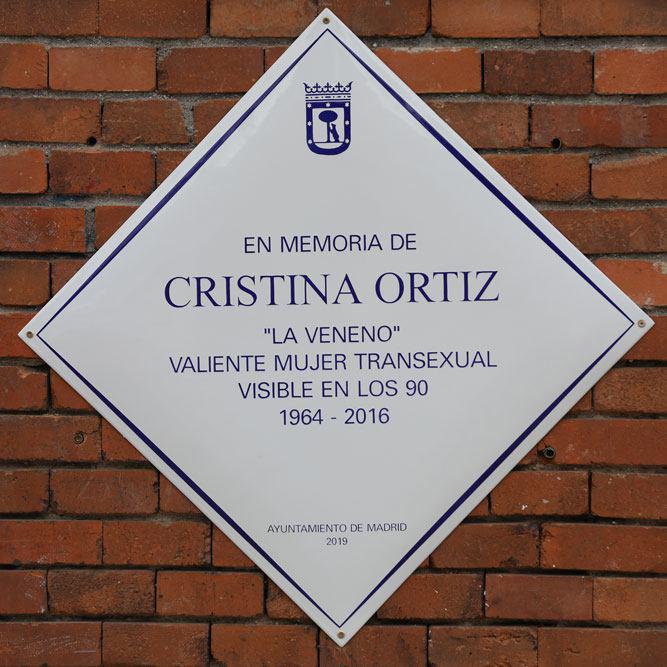 EN MEMORIA DE
CRISTINA ORTIZ
"LA VENENO"
VALIENTE MUJER TRANSEXUAL
VISIBLE EN LOS 90
1964 - 2016
AYUNTAMIENTO DE MADRID
2019